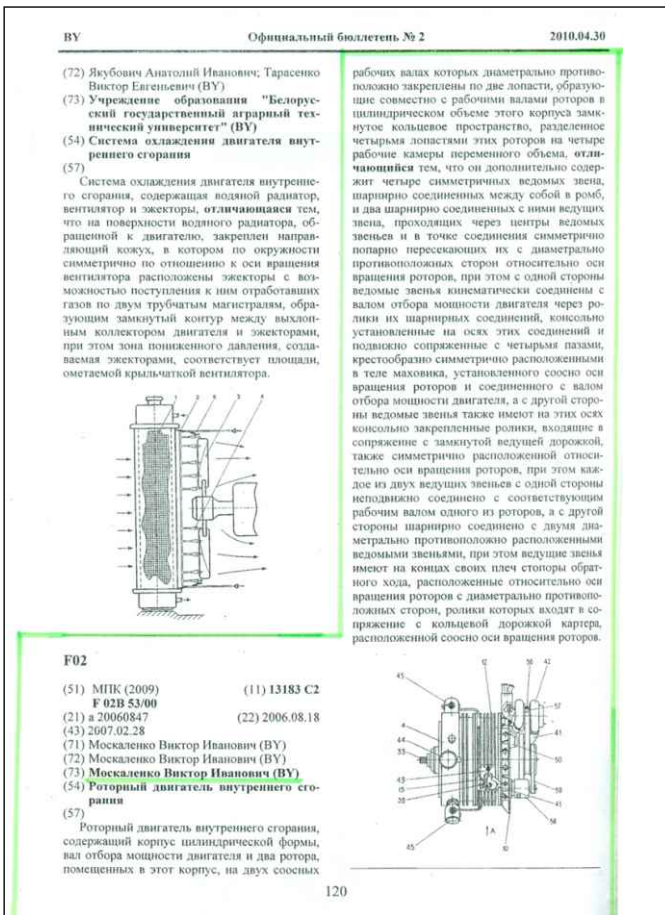 BY
Официальный бюллетень № 2
2010.04.30
(72) Якубович Анатолий Иванович; Тарасенко
Виктор Евгеньевич (BY)
(73) Учреждение образования "Белорус-
ский государственный аграрный тех-
нический университет" (BY)
(54) Система охлаждения двигателя внут-
реннего сгорания
(57)
Система охлаждения двигателя внутренне-
го сгорания, содержащая водяной радиатор,
вентилятор и эжекторы, отличающаяся тем,
что на поверхности водяного радиатора, об-
ращенной к двигателю, закреплен направ-
ляющий кожух, в котором по окружности
симметрично по отношению к оси вращения
вентилятора расположены эжекторы с воз-
можностью поступления к ним отработавших
газов по двум трубчатым магистралям, обра-
зующим замкнутый контур между выхлоп-
ным коллектором двигателя и эжекторами,
при этом зона пониженного давления, созда-
ваемая эжекторами, соответствует площади,
ометаемой крыльчаткой вентилятора.
F02
(51) МПК (2009) (11) 13183 C2
F 02B 53/00
(21) a 20060847 (22) 2006.08.18
(43) 2007.02.28
(71) Москаленко Виктор Иванович (BY)
(72) Москаленко Виктор Иванович (BY)
(73) Москаленко Виктор Иванович (BY)
(54) Роторный двигатель внутреннего сго-
рания
(57)
Роторный двигатель внутреннего сгорания,
содержащий корпус цилиндрической формы,
вал отбора мощности двигателя и два ротора,
помещенных в этот корпус, на двух соосных
рабочих валах которых диаметрально противо-
положно закреплены по две лопасти, образую-
щие совместно с рабочими валами роторов в
цилиндрическом объеме этого корпуса замк-
нутое кольцевое пространство, разделенное
четырьмя лопастями этих роторов на четыре
рабочие камеры переменного объема, отли-
чающийся тем, что он дополнительно содер-
жит четыре симметричных ведомых звена,
шарнирно соединенных между собой в ромб,
и два шарнирно соединенных с ними ведущих
звена, проходящих через центры ведомых
звеньев и в точке соединения симметрично
попарно пересекающих их с диаметрально
противоположных сторон относительно оси
вращения роторов, при этом с одной стороны
ведомые звенья кинематически соединены с
валом отбора мощности двигателя через ро-
лики их шарнирных соединений, консольно
установленные на осях этих соединений и
подвижно сопряженные с четырьмя пазами,
крестообразно симметрично расположенными
в теле маховика, установленного соосно оси
вращения роторов и соединенного с валом
отбора мощности двигателя, а с другой сторо-
ны ведомые звенья также имеют на этих осях
консольно закрепленные ролики, входящие в
сопряжение с замкнутой ведущей дорожкой,
также симметрично расположенной относи-
тельно оси вращения роторов, при этом каж-
дое из двух ведущих звеньев с одной стороны
неподвижно соединено с соответствующим
рабочим валом одного из роторов, а с другой
стороны шарнирно соединено с двумя диа-
метрально противоположно расположенными
ведомыми звеньями, при этом ведущие звенья
имеют на концах своих плеч стопоры обрат-
ного хода, расположенные относительно оси
вращения роторов с диаметрально противопо-
ложных сторон, ролики которых входят в со-
пряжение с кольцевой дорожкой картера,
расположенной соосно оси вращения роторов.
120